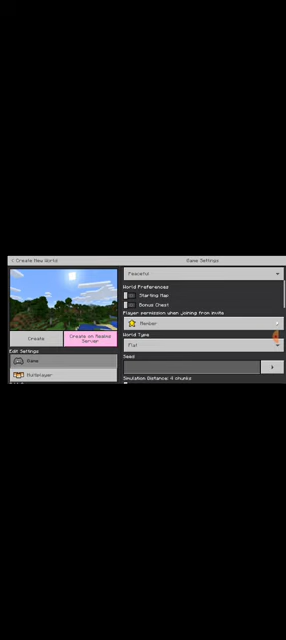 < Create New World
Game Settings
Peaceful
World Preferences
Starting Map
Bonus Chest
Player permission when joining from invite
Member
World Type
Flat
Seed
Simulation Distance: 4 chunks
Create
Create on Realms Server
Edit Settings
Game
Multiplayer